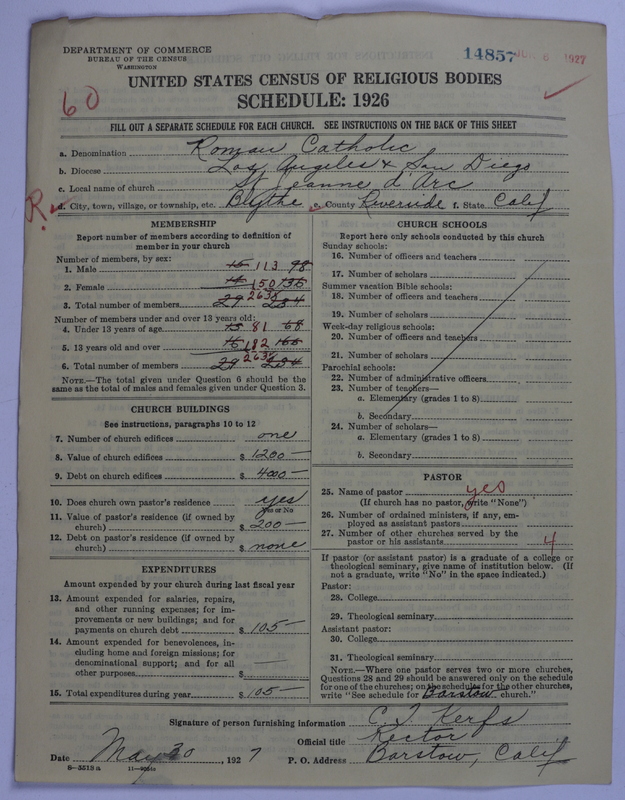 DEPARTMENT OF COMMERCE
BUREAU OF THE CENSUS
WASHINGTON
14857
1927
UNITED STATES CENSUS OF RELIGIOUS BODIES
SCHEDULE: 1926
60
FILL OUT A SEPARATE SCHEDULE FOR EACH CHURCH. SEE INSTRUCTIONS ON THE BACK OF THIS SHEET
a. Denomination Roman Catholic
b. Diocese Los Angeles & San Diego
c. Local name of church St Jeanne d'Arc
R. d. City, town, village, or township, etc. Blythe e. County Riverside f. State Calif
MEMBERSHIP
Report number of members according to definition of
member in your church
Number of members, by sex:
1. Male 15 113 98
2. Female 14 150 136
3. Total number of members 29 263 234
Number of members under and over 13 years old:
4. Under 13 years of age 13 81 68
5. 13 years old and over 16 182 166
6. Total number of members 29 263 234
NOTE.—The total given under Question 6 should be the
same as the total of males and females given under Question 3.
CHURCH BUILDINGS
See instructions, paragraphs 10 to 12
7. Number of church edifices one
8. Value of church edifices $ 1200—
9. Debt on church edifices $ 4000—
10. Does church own pastor's residence yes
Yes or No
11. Value of pastor's residence (if owned by
church) $ 200—
12. Debt on pastor's residence (if owned by
church) $ none
EXPENDITURES
Amount expended by your church during last fiscal year
13. Amount expended for salaries, repairs,
and other running expenses; for im-
provements or new buildings; and for
payments on church debt $ 105—
14. Amount expended for benevolences, in-
cluding home and foreign missions; for
denominational support; and for all
other purposes $ —
15. Total expenditures during year $ 105—
CHURCH SCHOOLS
Report here only schools conducted by this church
Sunday schools:
16. Number of officers and teachers
17. Number of scholars
Summer vacation Bible schools:
18. Number of officers and teachers
19. Number of scholars
Week-day religious schools:
20. Number of officers and teachers
21. Number of scholars
Parochial schools:
22. Number of administrative officers
23. Number of teachers—
a. Elementary (grades 1 to 8)
b. Secondary
24. Number of scholars—
a. Elementary (grades 1 to 8)
b. Secondary
PASTOR
25. Name of pastor yes
(If church has no pastor, write "None")
26. Number of ordained ministers, if any, em-
ployed as assistant pastors
27. Number of other churches served by the
pastor or his assistants 4
If pastor (or assistant pastor) is a graduate of a college or
theological seminary, give name of institution below. (If
not a graduate, write "No" in the space indicated.)
Pastor:
28. College
29. Theological seminary
Assistant pastor:
30. College
31. Theological seminary
NOTE.—Where one pastor serves two or more churches,
Questions 28 and 29 should be answered only on the schedule
for one of the churches; on the schedules for the other churches,
write "See schedule for Barstow church."
Signature of person furnishing information C. J. Kerfs
Official title Rector
Date May 30, 1927 P. O. Address Barstow, Calif
8—3513 a